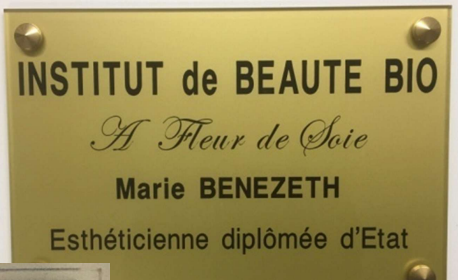 INSTITUT de BEAUTE BIO
A Fleur de Soie
Marie BENEZETH
Esthéticienne diplômée d'Etat